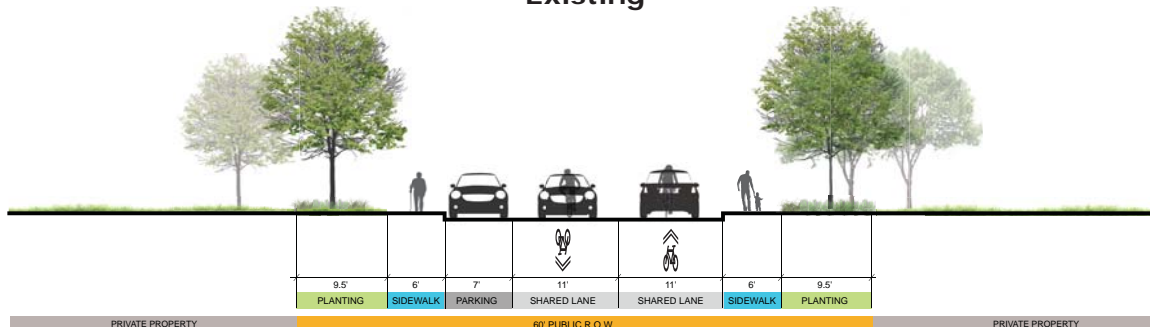 Existing
9.5' 6' 7' 11' 11' 6' 9.5'
PLANTING SIDEWALK PARKING SHARED LANE SHARED LANE SIDEWALK PLANTING
PRIVATE PROPERTY 60' PUBLIC R.O.W. PRIVATE PROPERTY